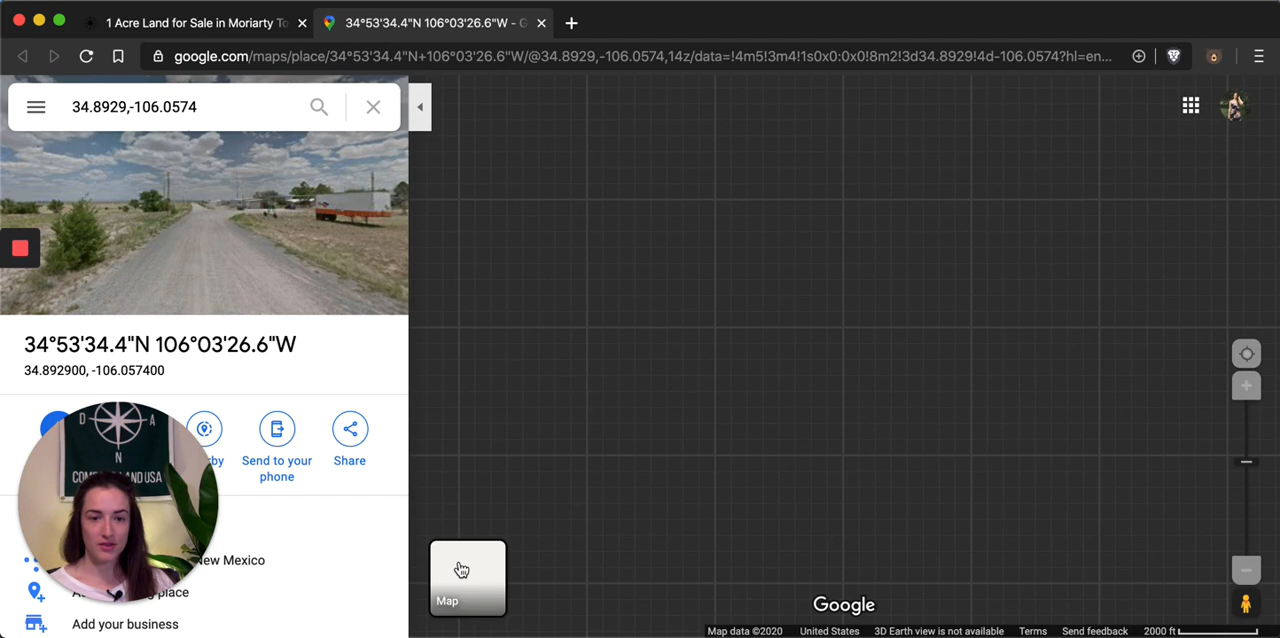 1 Acre Land for Sale in Moriarty To
34°53'34.4"N 106°03'26.6"W - G
google.com/maps/place/34°53'34.4"N+106°03'26.6"W/@34.8929,-106.0574,14z/data=!4m5!3m4!1s0x0:0x0!8m2!3d34.8929!4d-106.0574?hl=en...
34.8929,-106.0574
34°53'34.4"N 106°03'26.6"W
34.892900, -106.057400
D A
N
LAND USA
rby
Send to your
phone
Share
New Mexico
place
Add your business
Map
Google
Map data ©2020 United States 3D Earth view is not available Terms Send feedback 2000 ft